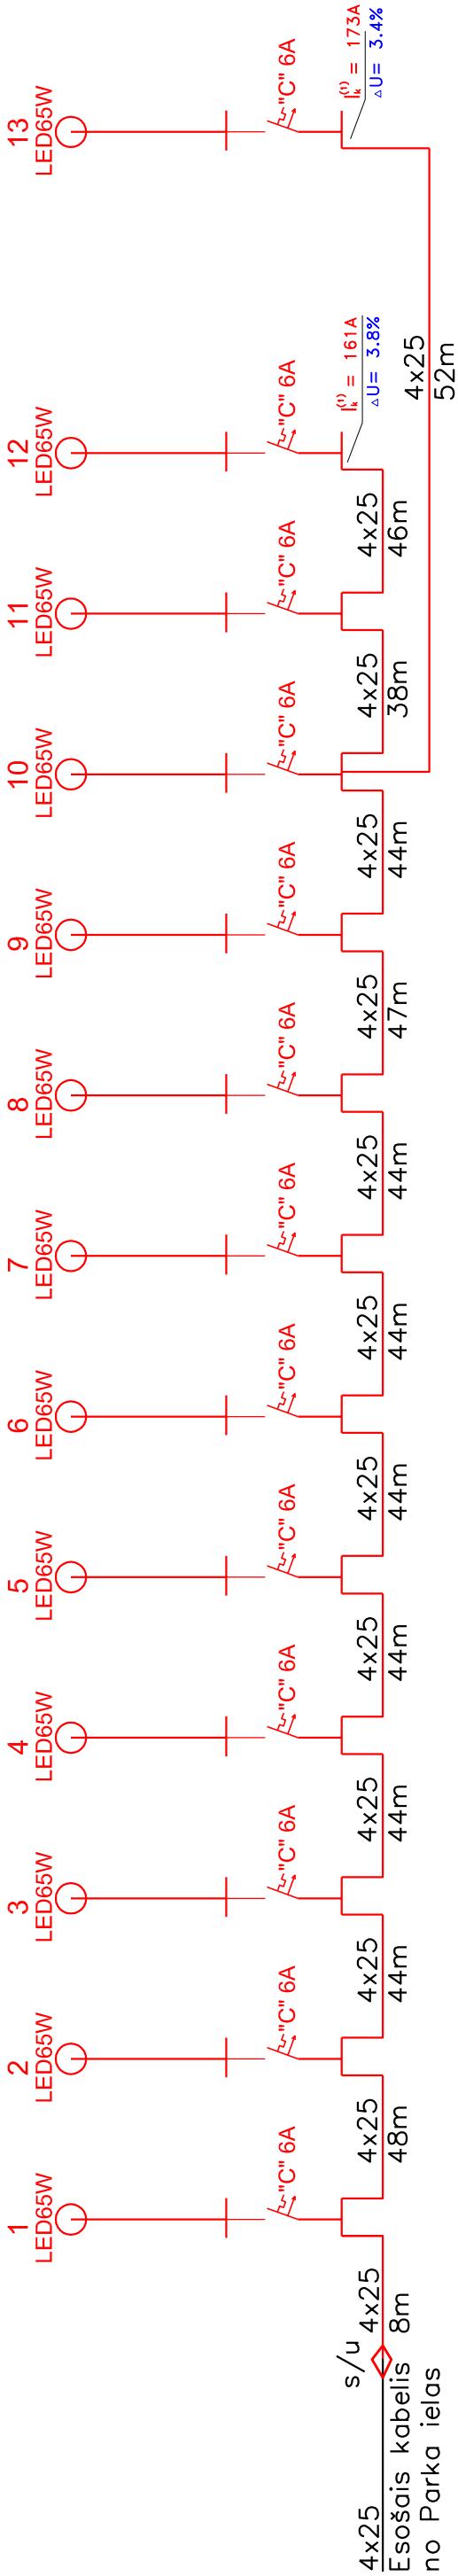 1
LED65W
2
LED65W
3
LED65W
4
LED65W
5
LED65W
6
LED65W
7
LED65W
8
LED65W
9
LED65W
10
LED65W
11
LED65W
12
LED65W
13
LED65W
"C" 6A
"C" 6A
"C" 6A
"C" 6A
"C" 6A
"C" 6A
"C" 6A
"C" 6A
"C" 6A
"C" 6A
"C" 6A
"C" 6A
"C" 6A
Iₖ⁽¹⁾ = 161A
△U= 3.8%
Iₖ⁽¹⁾ = 173A
△U= 3.4%
4x25
Esošais kabelis
no Parka ielas
s/u
4x25
8m
4x25
48m
4x25
44m
4x25
44m
4x25
44m
4x25
44m
4x25
44m
4x25
44m
4x25
47m
4x25
44m
4x25
38m
4x25
46m
4x25
52m